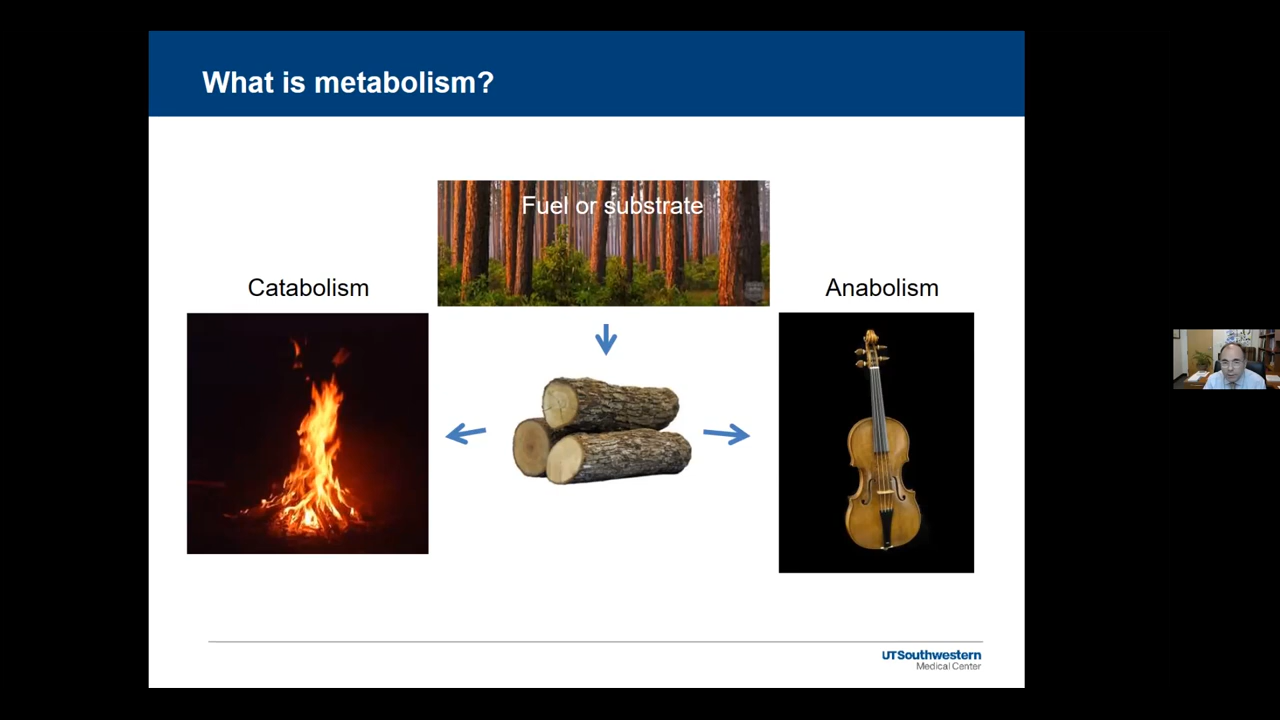 What is metabolism?
Fuel or substrate
Catabolism
Anabolism
UTSouthwestern
Medical Center